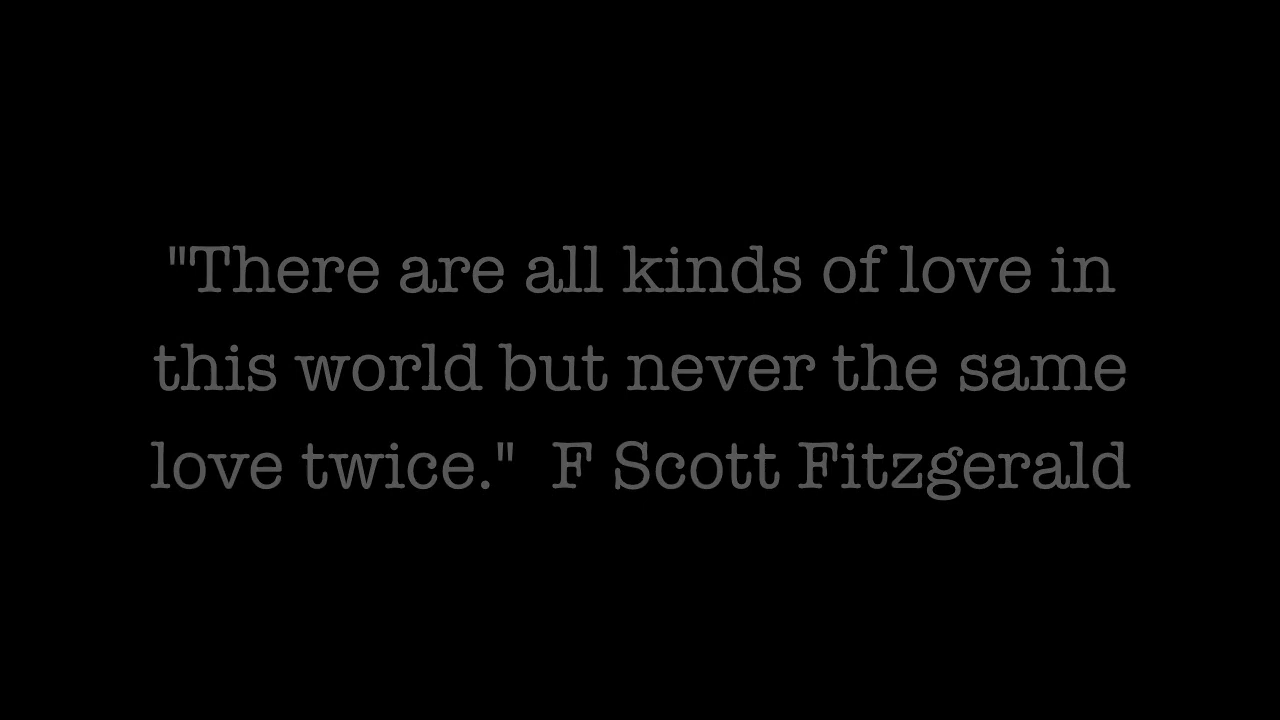 "There are all kinds of love in
this world but never the same
love twice."  F Scott Fitzgerald